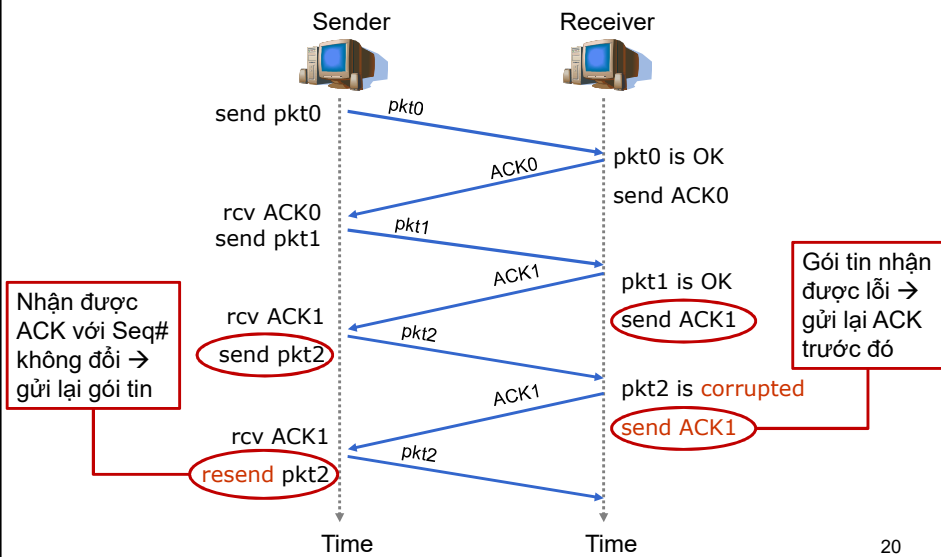 Sender
Receiver
send pkt0
pkt0
pkt0 is OK
ACK0
send ACK0
rcv ACK0
send pkt1
pkt1
ACK1
pkt1 is OK
send ACK1
rcv ACK1
send pkt2
pkt2
Nhận được
ACK với Seq#
không đổi →
gửi lại gói tin
Gói tin nhận
được lỗi →
gửi lại ACK
trước đó
pkt2 is corrupted
ACK1
send ACK1
rcv ACK1
resend pkt2
pkt2
Time
Time
20